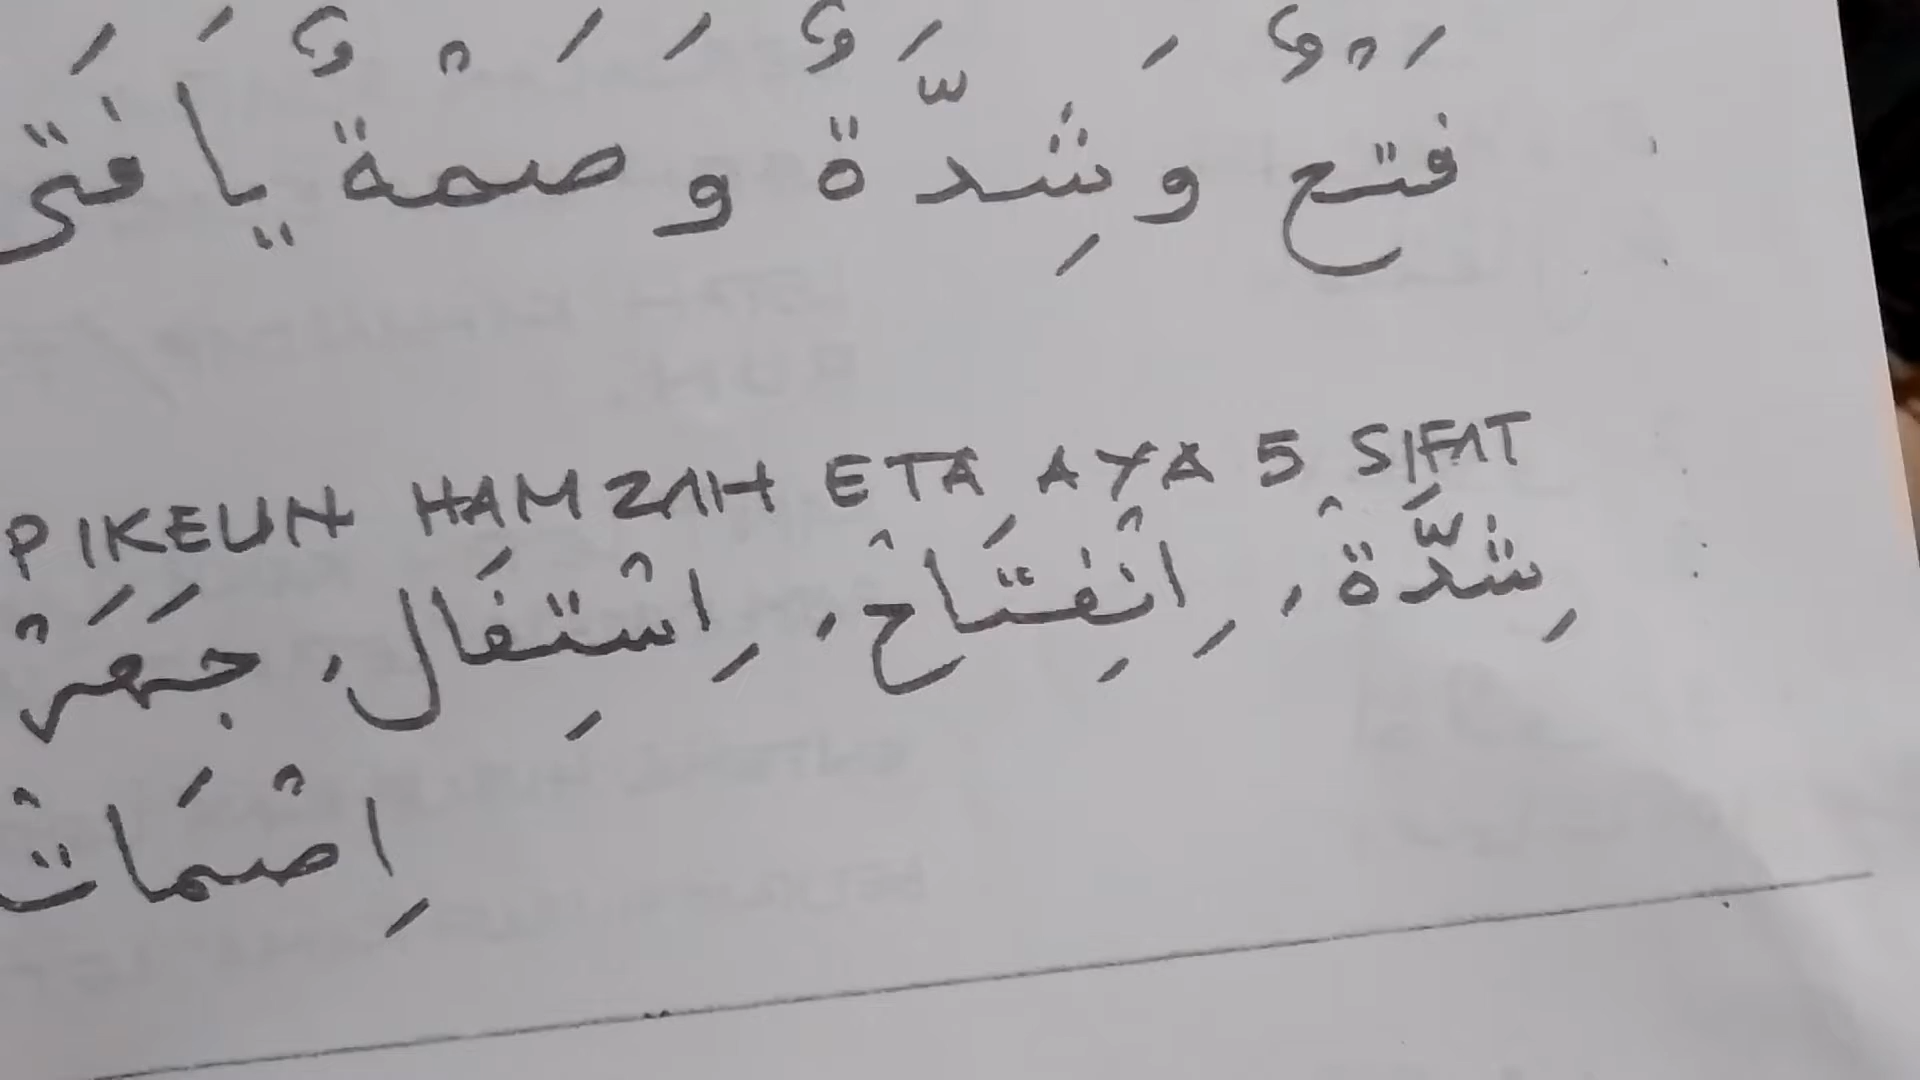 فَتْحٌ وَشِدَّةٌ وَصَمْتَةٌ يَا فَتَى
PIKEUN HAMZAH ETA AYA 5 SIFAT
شِدَّةْ، اِنْفِتَاحْ، اِسْتِفَالْ، جَهَرْ
اِصْمَاتْ